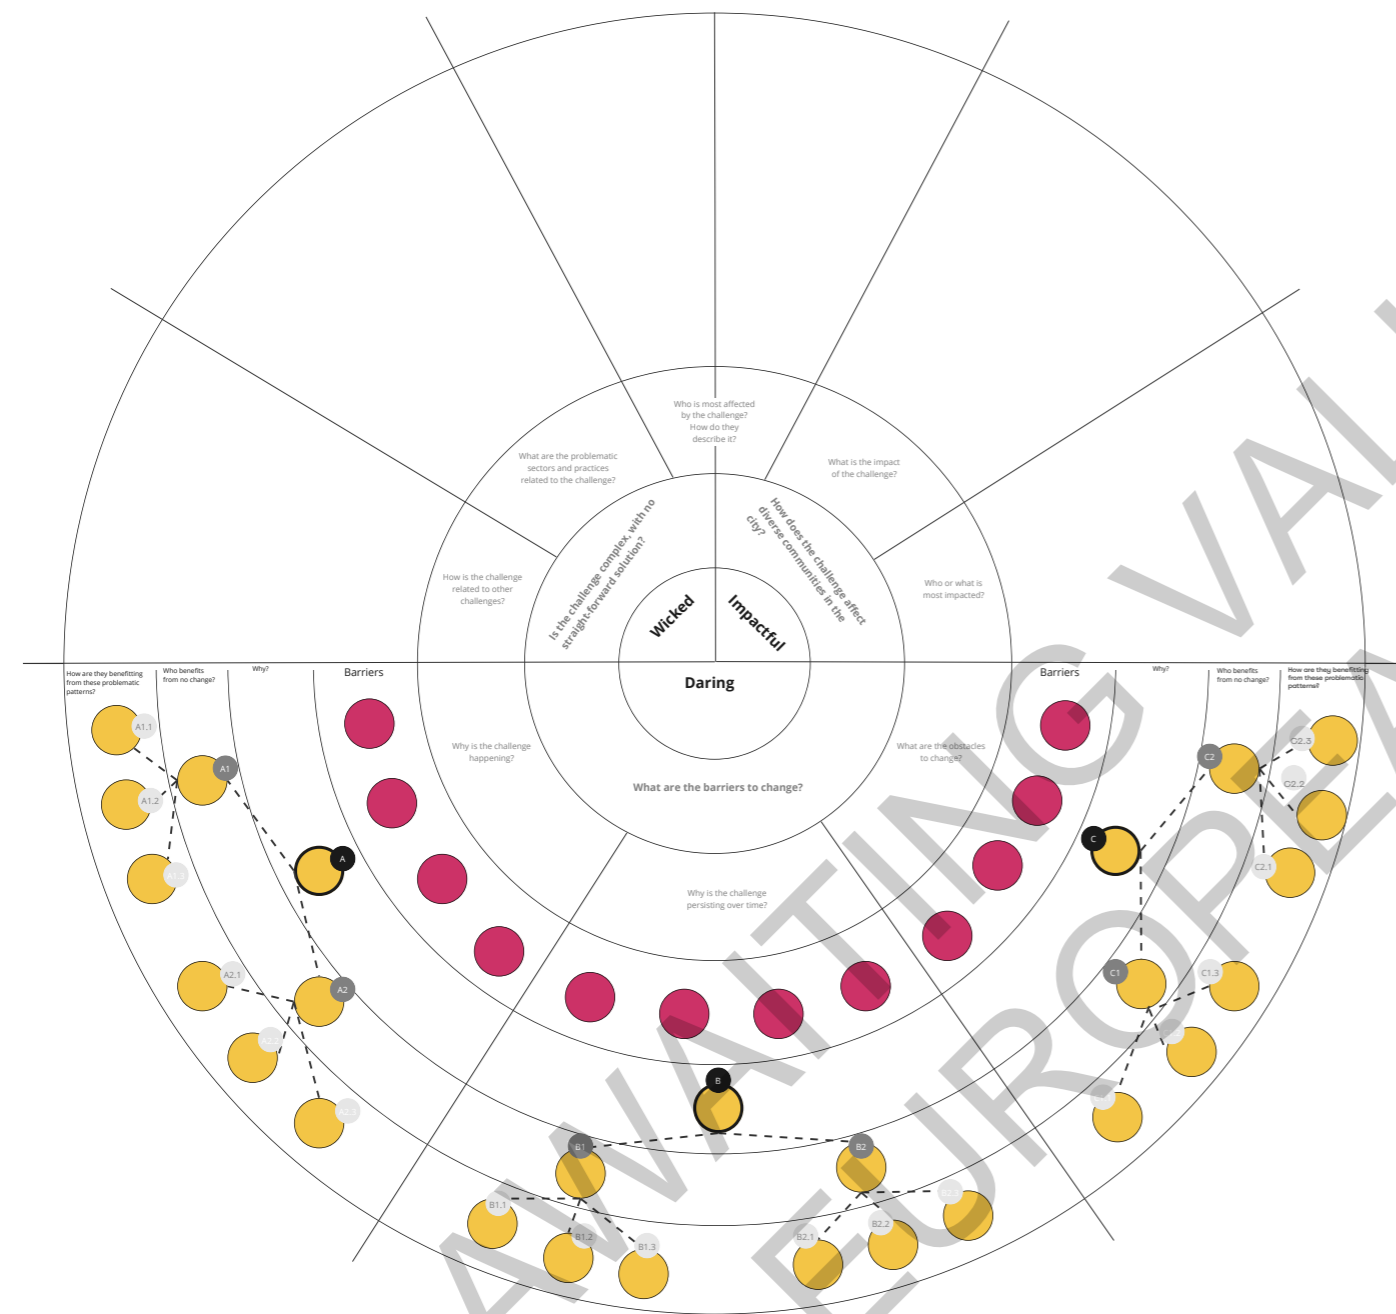 Who is most affected
by the challenge?
How do they
describe it?
What are the problematic
sectors and practices
related to the challenge?
What is the impact
of the challenge?
Is the challenge complex, with no
straight-forward solution?
How does the challenge affect
diverse communities in the
city?
How is the challenge
related to other
challenges?
Who or what is
most impacted?
Wicked
Impactful
Daring
How are they benefitting
from these problematic
patterns?
Who benefits
from no change?
Why?
Barriers
Barriers
Why?
Who benefits
from no change?
How are they benefitting
from these problematic
patterns?
Why is the challenge
happening?
What are the obstacles
to change?
What are the barriers to change?
Why is the challenge
persisting over time?
A1.1
A1
A1.2
A
A1.3
A2.1
A2
A2.2
A2.3
C2.3
C2
C2.2
C
C2.1
C1
C1.3
B
B1
B2
B1.1
B1.2
B1.3
B2.1
B2.2
B2.3
AWAITING
EUROPEA